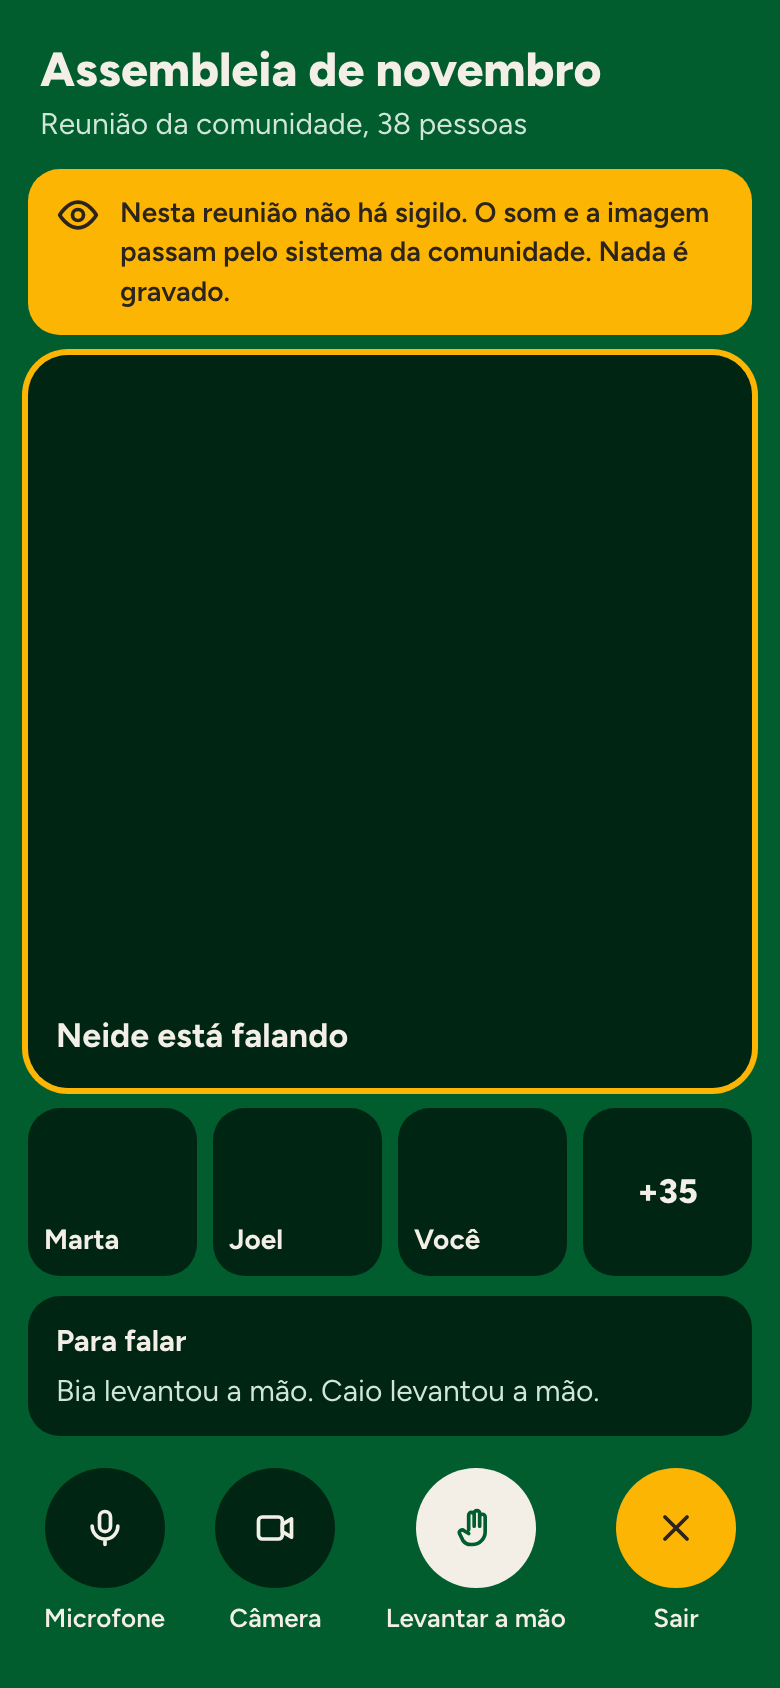 Assembleia de novembro
Reunião da comunidade, 38 pessoas
Nesta reunião não há sigilo. O som e a imagem
passam pelo sistema da comunidade. Nada é
gravado.
Neide está falando
Marta
Joel
Você
+35
Para falar
Bia levantou a mão. Caio levantou a mão.
Microfone
Câmera
Levantar a mão
Sair